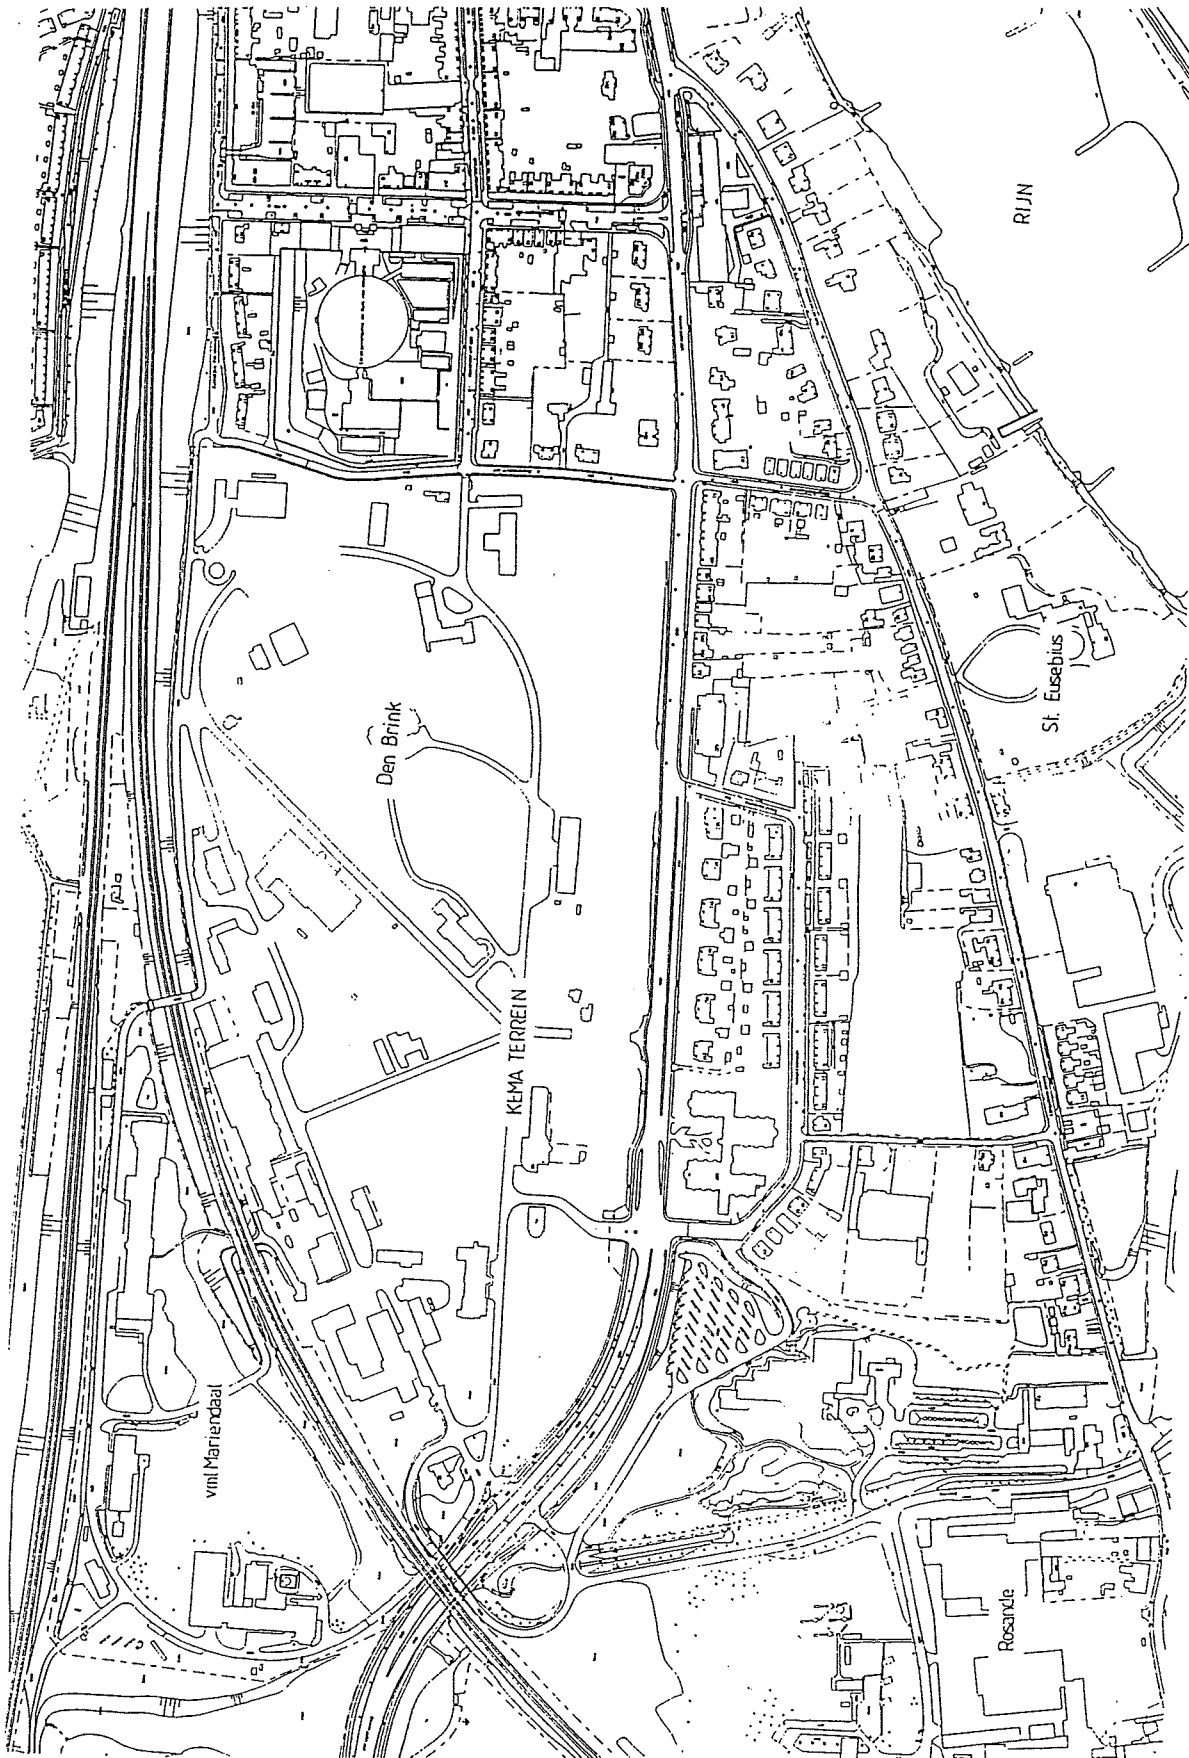 RIJN
Den Brink
St. Eusebius
KEMA TERREIN
vml Mariendaal
Rosande